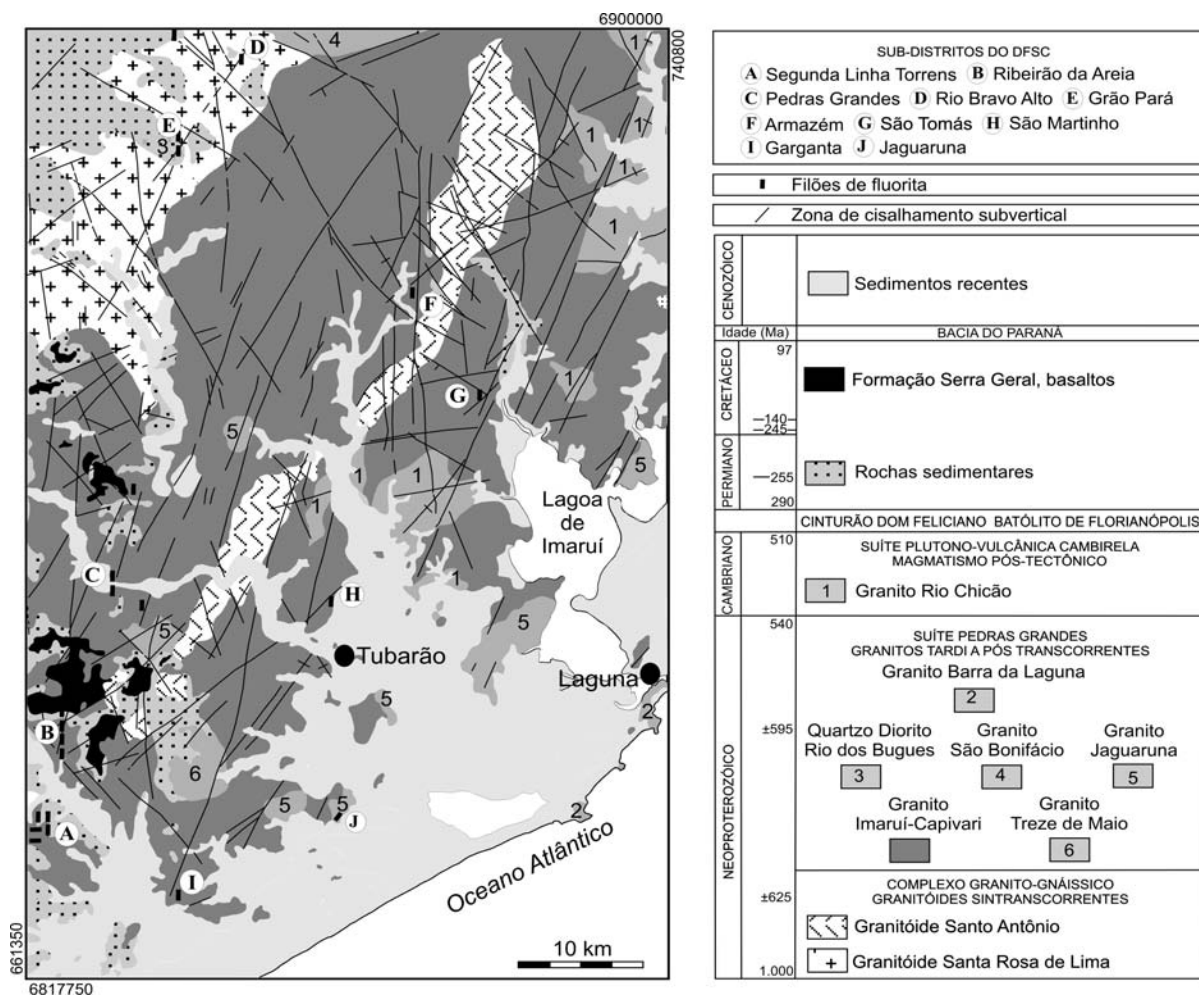 6900000
740800
4
1
D
1
E
3
1
1
1
1
F
1
G
5
1
5
1
1
Lagoa
de
Imaruí
C
1
H
5
5
Tubarão
Laguna
5
2
B
6
5
5
J
2
A
I
Oceano Atlântico
10 km
661350
6817750
SUB-DISTRITOS DO DFSC
A Segunda Linha Torrens B Ribeirão da Areia
C Pedras Grandes D Rio Bravo Alto E Grão Pará
F Armazém G São Tomás H São Martinho
I Garganta J Jaguaruna
Filões de fluorita
Zona de cisalhamento subvertical
CENOZÓICO
Sedimentos recentes
Idade (Ma) BACIA DO PARANÁ
CRETÁCEO
97
Formação Serra Geral, basaltos
140
245
PERMIANO
255
Rochas sedimentares
290
CINTURÃO DOM FELICIANO BATÓLITO DE FLORIANÓPOLIS
CAMBRIANO
510
SUÍTE PLUTONO-VULCÂNICA CAMBIRELA
MAGMATISMO PÓS-TECTÔNICO
1 Granito Rio Chicão
NEOPROTEROZÓICO
540
SUÍTE PEDRAS GRANDES
GRANITOS TARDI A PÓS TRANSCORRENTES
Granito Barra da Laguna
2
±595
Quartzo Diorito Granito Granito
Rio dos Bugues São Bonifácio Jaguaruna
3 4 5
Granito Granito
Imaruí-Capivari Treze de Maio
6
±625
COMPLEXO GRANITO-GNÁISSICO
GRANITÓIDES SINTRANSCORRENTES
Granitóide Santo Antônio
Granitóide Santa Rosa de Lima
1.000